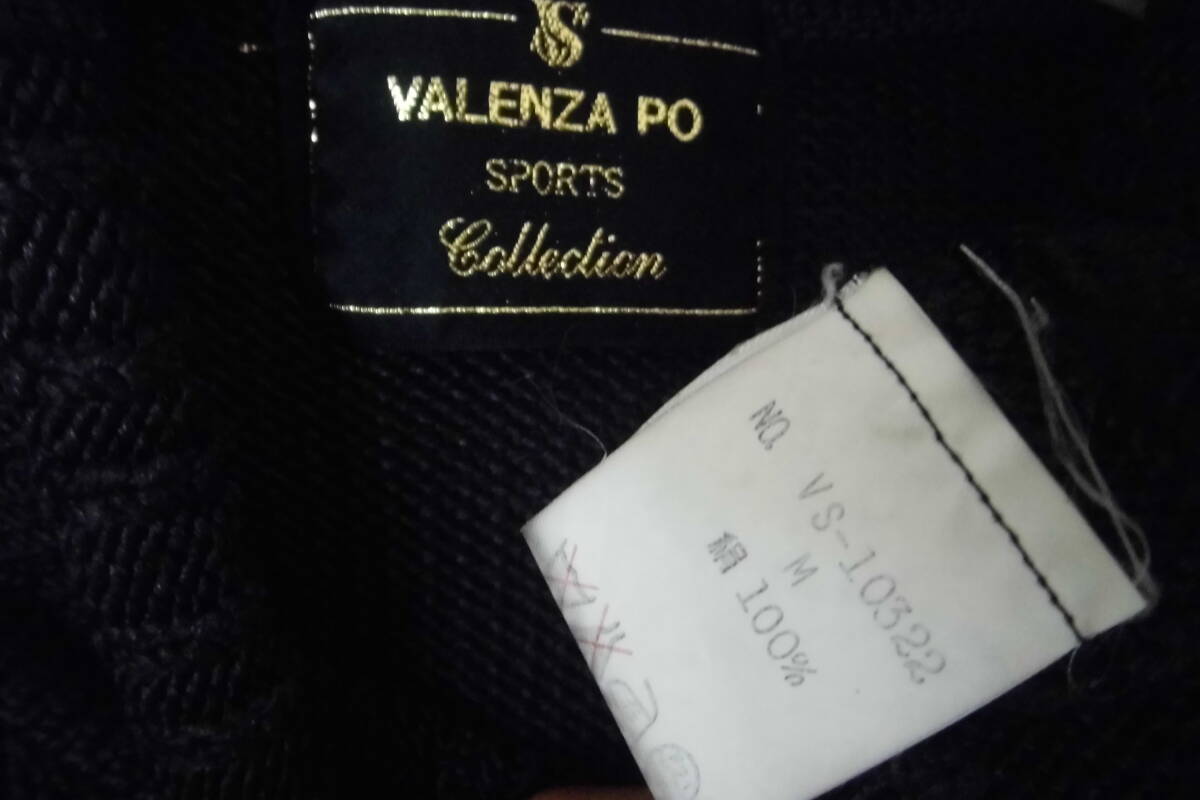 VS
VALENZA PO
SPORTS
Collection
NO. VS-10322
M
絹 100%